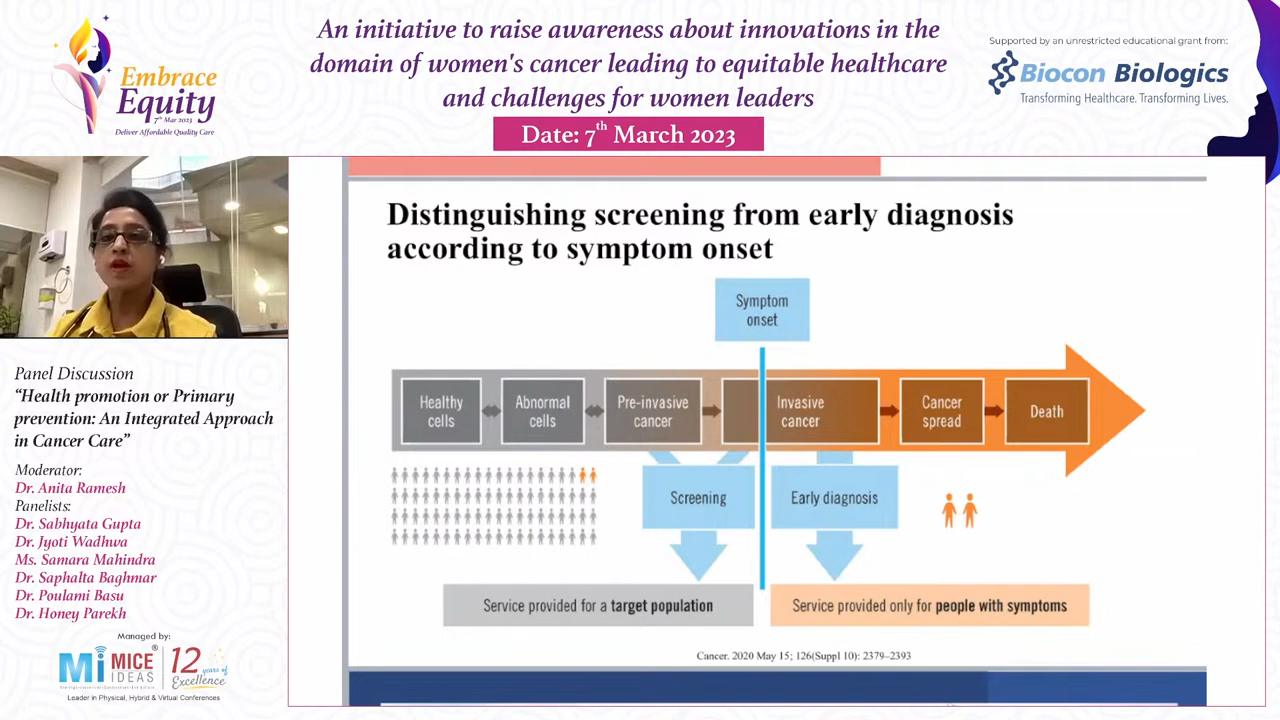 An initiative to raise awareness about innovations in the
domain of women's cancer leading to equitable healthcare
and challenges for women leaders
Date: 7th March 2023
Embrace
Equity
7th Mar 2023
Deliver Affordable Quality Care
Supported by an unrestricted educational grant from:
Biocon Biologics
Transforming Healthcare. Transforming Lives.
Panel Discussion
“Health promotion or Primary
prevention: An Integrated Approach
in Cancer Care”
Moderator:
Dr. Anita Ramesh
Panelists:
Dr. Sabhyata Gupta
Dr. Jyoti Wadhwa
Ms. Samara Mahindra
Dr. Saphalta Baghmar
Dr. Poulami Basu
Dr. Honey Parekh
Managed by:
Mi MICE
IDEAS
®
12 years of
Excellence
Leader in Physical, Hybrid & Virtual Conferences
Distinguishing screening from early diagnosis
according to symptom onset
Symptom
onset
Healthy
cells
Abnormal
cells
Pre-invasive
cancer
Invasive
cancer
Cancer
spread
Death
Screening
Early diagnosis
Service provided for a target population
Service provided only for people with symptoms
Cancer. 2020 May 15; 126(Suppl 10): 2379–2393